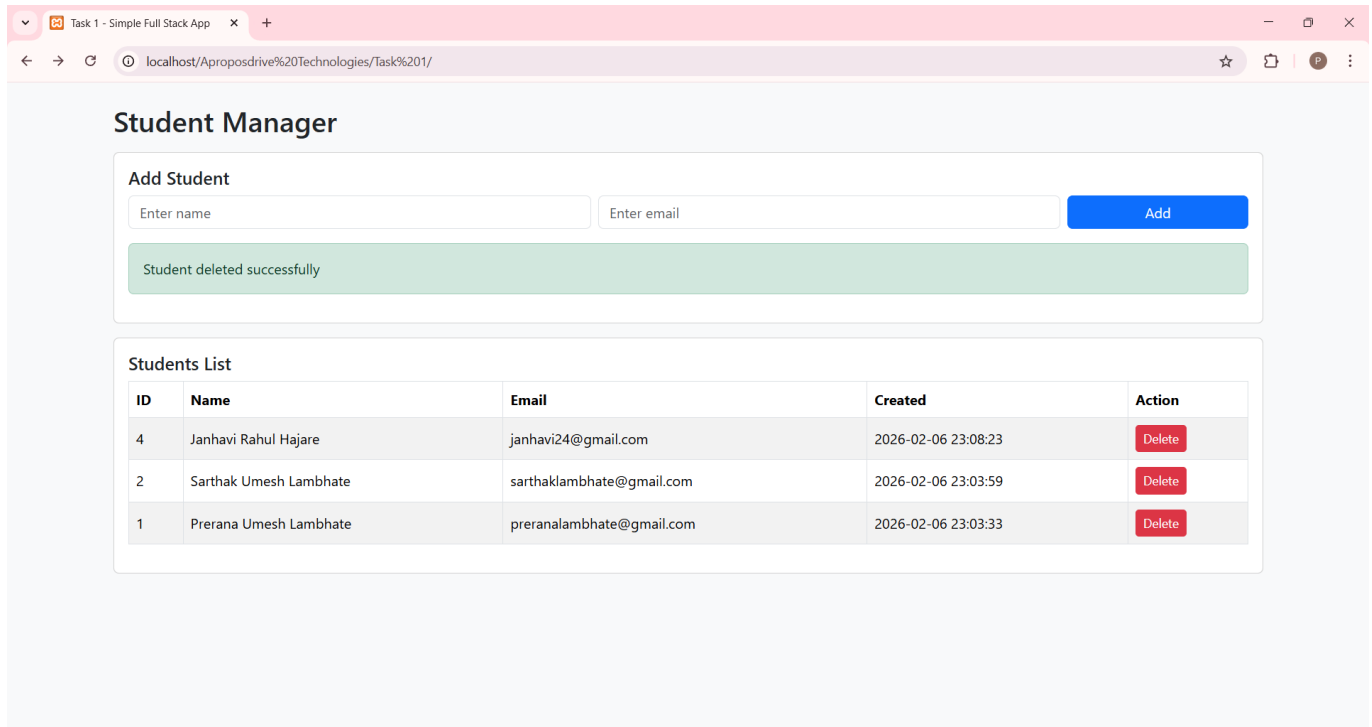 Task 1 - Simple Full Stack App
localhost/Aproposdrive%20Technologies/Task%201/
P
Student Manager
Add Student
Enter name Enter email Add
Student deleted successfully
Students List
ID Name Email Created Action
4 Janhavi Rahul Hajare janhavi24@gmail.com 2026-02-06 23:08:23 Delete
2 Sarthak Umesh Lambhate sarthaklambhate@gmail.com 2026-02-06 23:03:59 Delete
1 Prerana Umesh Lambhate preranalambhate@gmail.com 2026-02-06 23:03:33 Delete